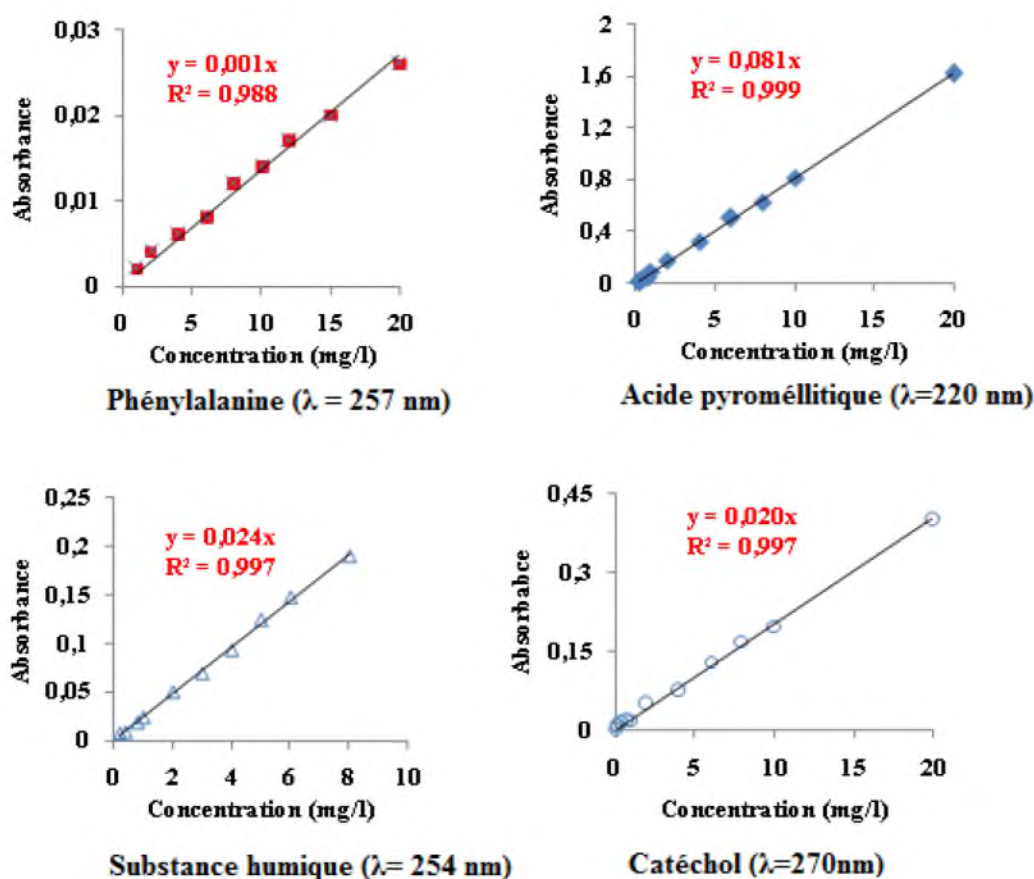 0,03
y = 0,001x
R² = 0,988
0,02
Absorbance
0,01
0
0 5 10 15 20
Concentration (mg/l)
Phénylalanine (λ = 257 nm)
2
y = 0,081x
R² = 0,999
1,6
1,2
Absorbence
0,8
0,4
0
0 5 10 15 20
Concentration (mg/l)
Acide pyroméllitique (λ=220 nm)
0,25
y = 0,024x
R² = 0,997
0,2
0,15
Absorbance
0,1
0,05
0
0 2 4 6 8 10
Concentration (mg/l)
Substance humique (λ= 254 nm)
0,45
y = 0,020x
R² = 0,997
0,3
Absorbabce
0,15
0
0 5 10 15 20
Concentration (mg/l)
Catéchol (λ=270nm)